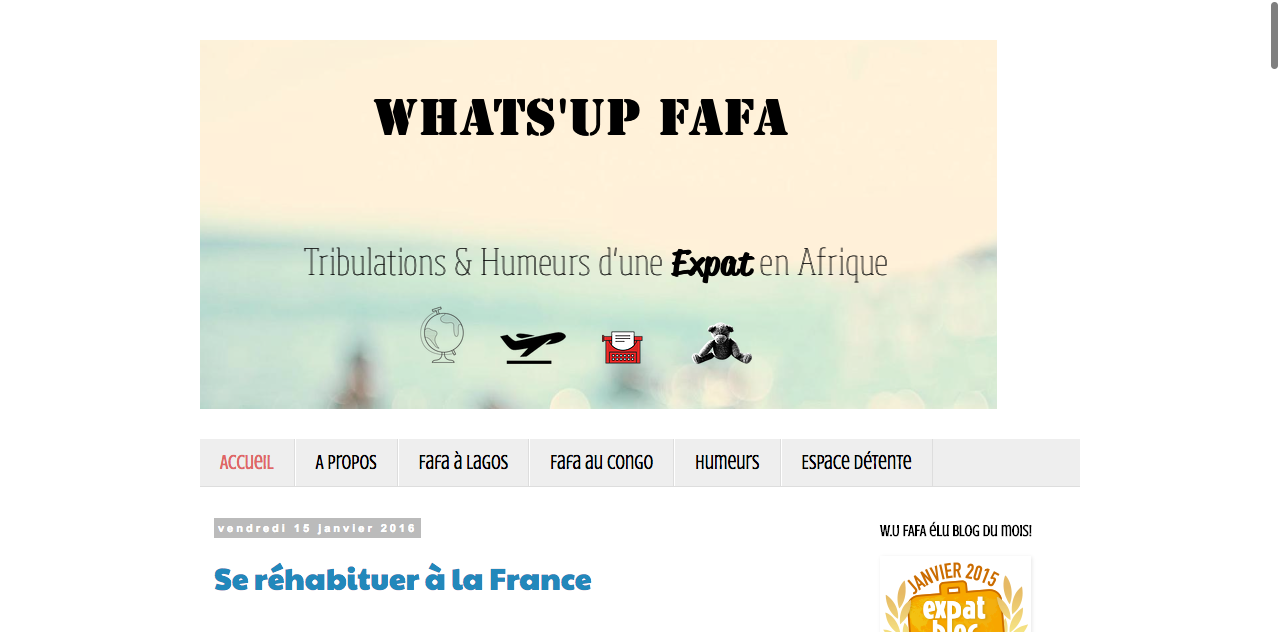 WHATS'UP FAFA
Tribulations & Humeurs d'une Expat en Afrique
Accueil
A propos
Fafa à Lagos
Fafa au Congo
Humeurs
Espace Détente
vendredi 15 janvier 2016
Se réhabituer à la France
W.U FAFA élu BLOG DU mois!
JANVIER 2015
expat
blog